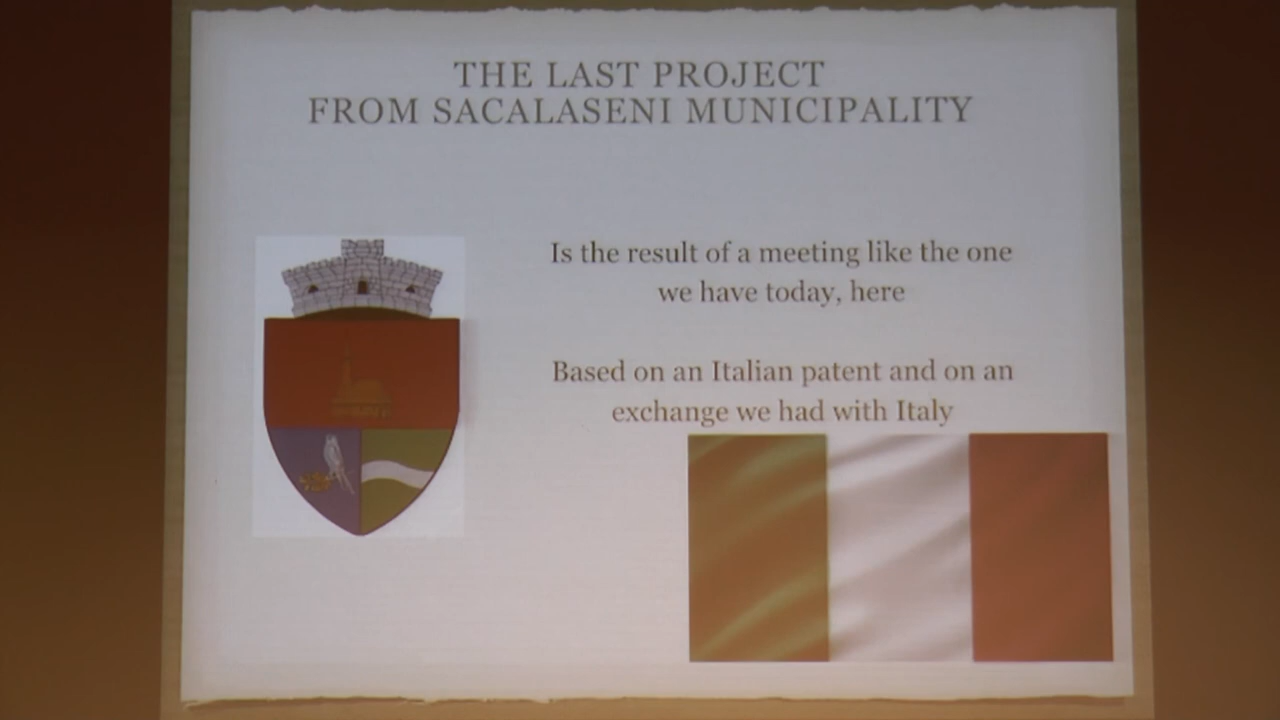 THE LAST PROJECT
FROM SACALASENI MUNICIPALITY
Is the result of a meeting like the one
we have today, here
Based on an Italian patent and on an
exchange we had with Italy